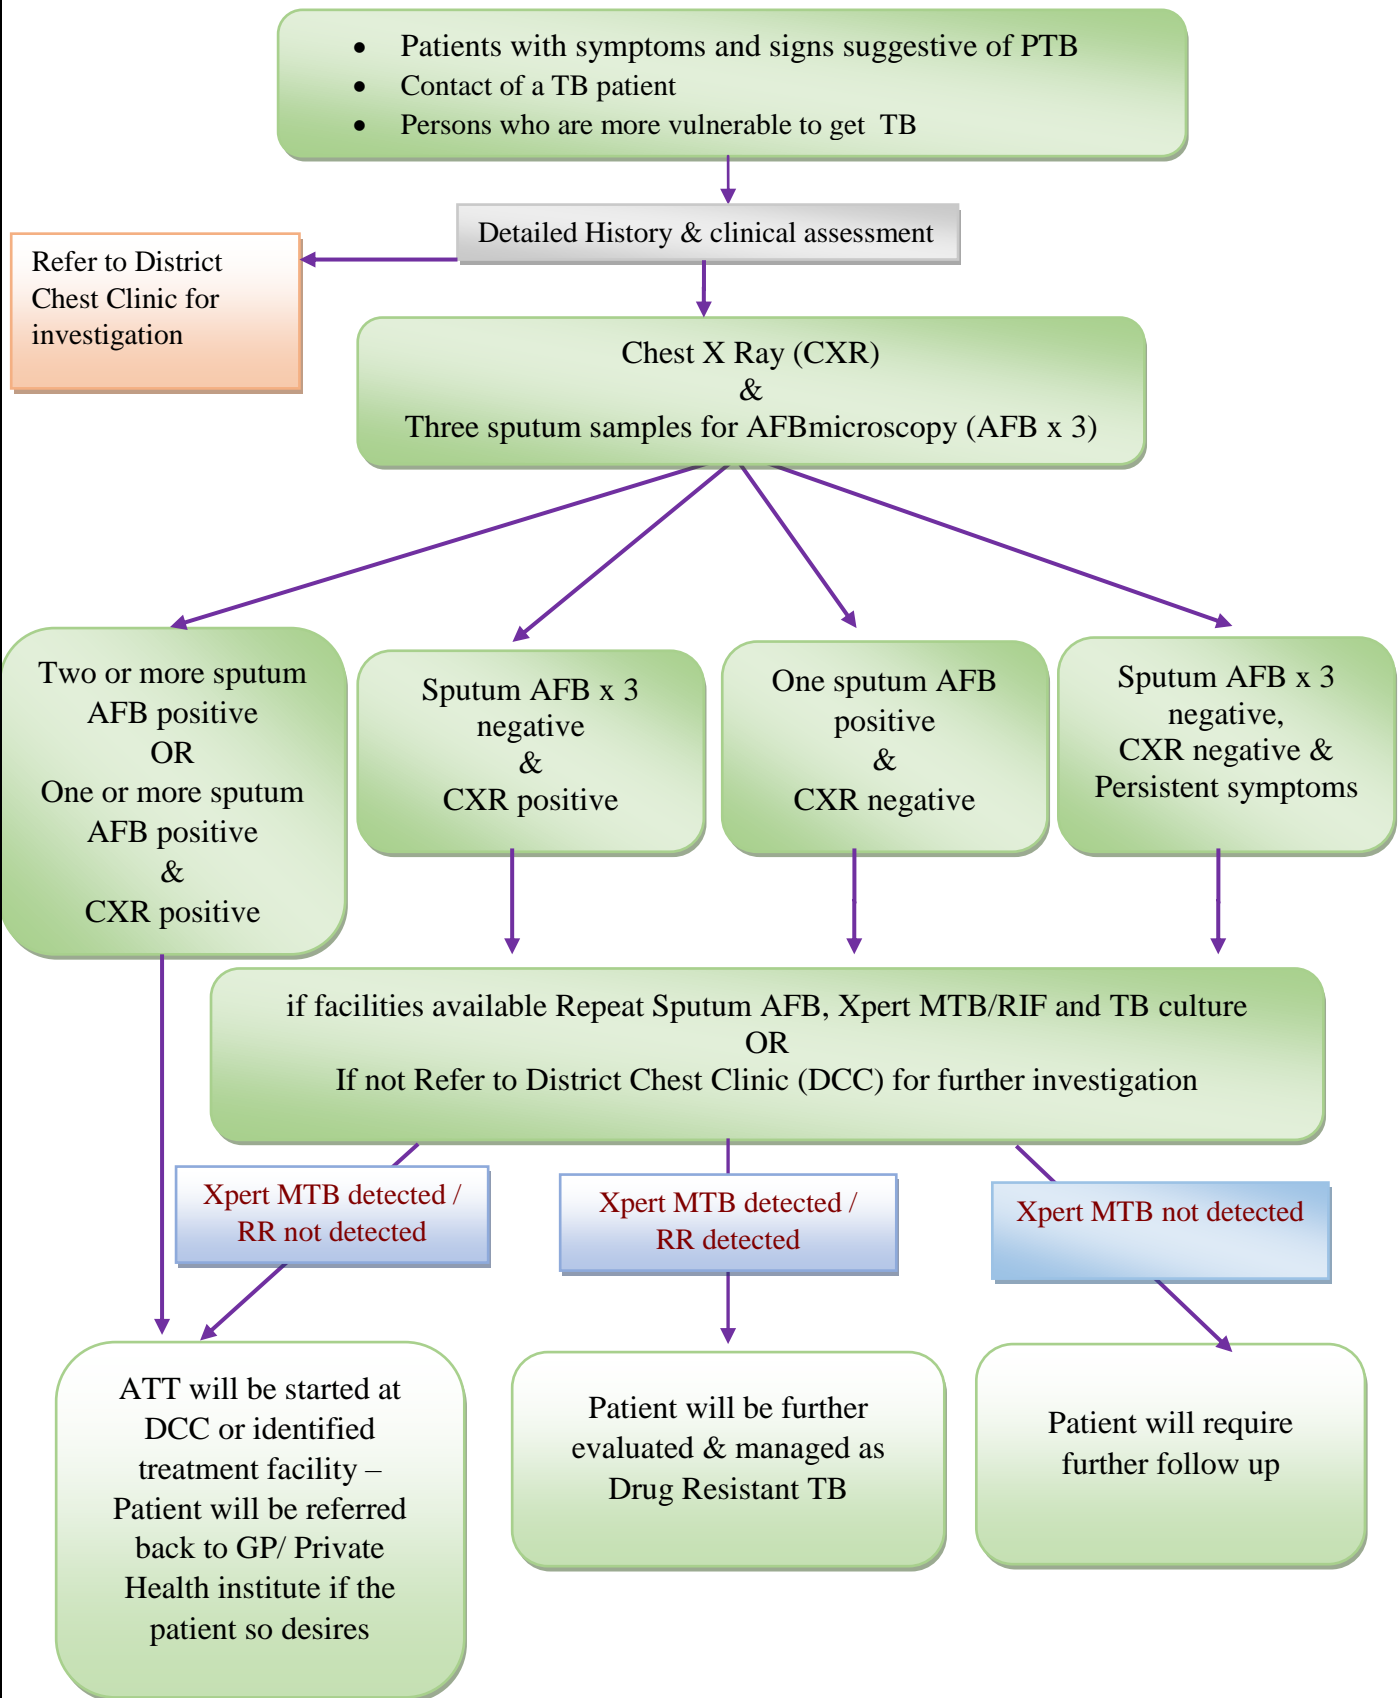 • Patients with symptoms and signs suggestive of PTB
• Contact of a TB patient
• Persons who are more vulnerable to get TB
Detailed History & clinical assessment
Refer to District
Chest Clinic for
investigation
Chest X Ray (CXR)
&
Three sputum samples for AFBmicroscopy (AFB x 3)
Two or more sputum
AFB positive
OR
One or more sputum
AFB positive
&
CXR positive
Sputum AFB x 3
negative
&
CXR positive
One sputum AFB
positive
&
CXR negative
Sputum AFB x 3
negative,
CXR negative &
Persistent symptoms
if facilities available Repeat Sputum AFB, Xpert MTB/RIF and TB culture
OR
If not Refer to District Chest Clinic (DCC) for further investigation
Xpert MTB detected /
RR not detected
Xpert MTB detected /
RR detected
Xpert MTB not detected
ATT will be started at
DCC or identified
treatment facility –
Patient will be referred
back to GP/ Private
Health institute if the
patient so desires
Patient will be further
evaluated & managed as
Drug Resistant TB
Patient will require
further follow up